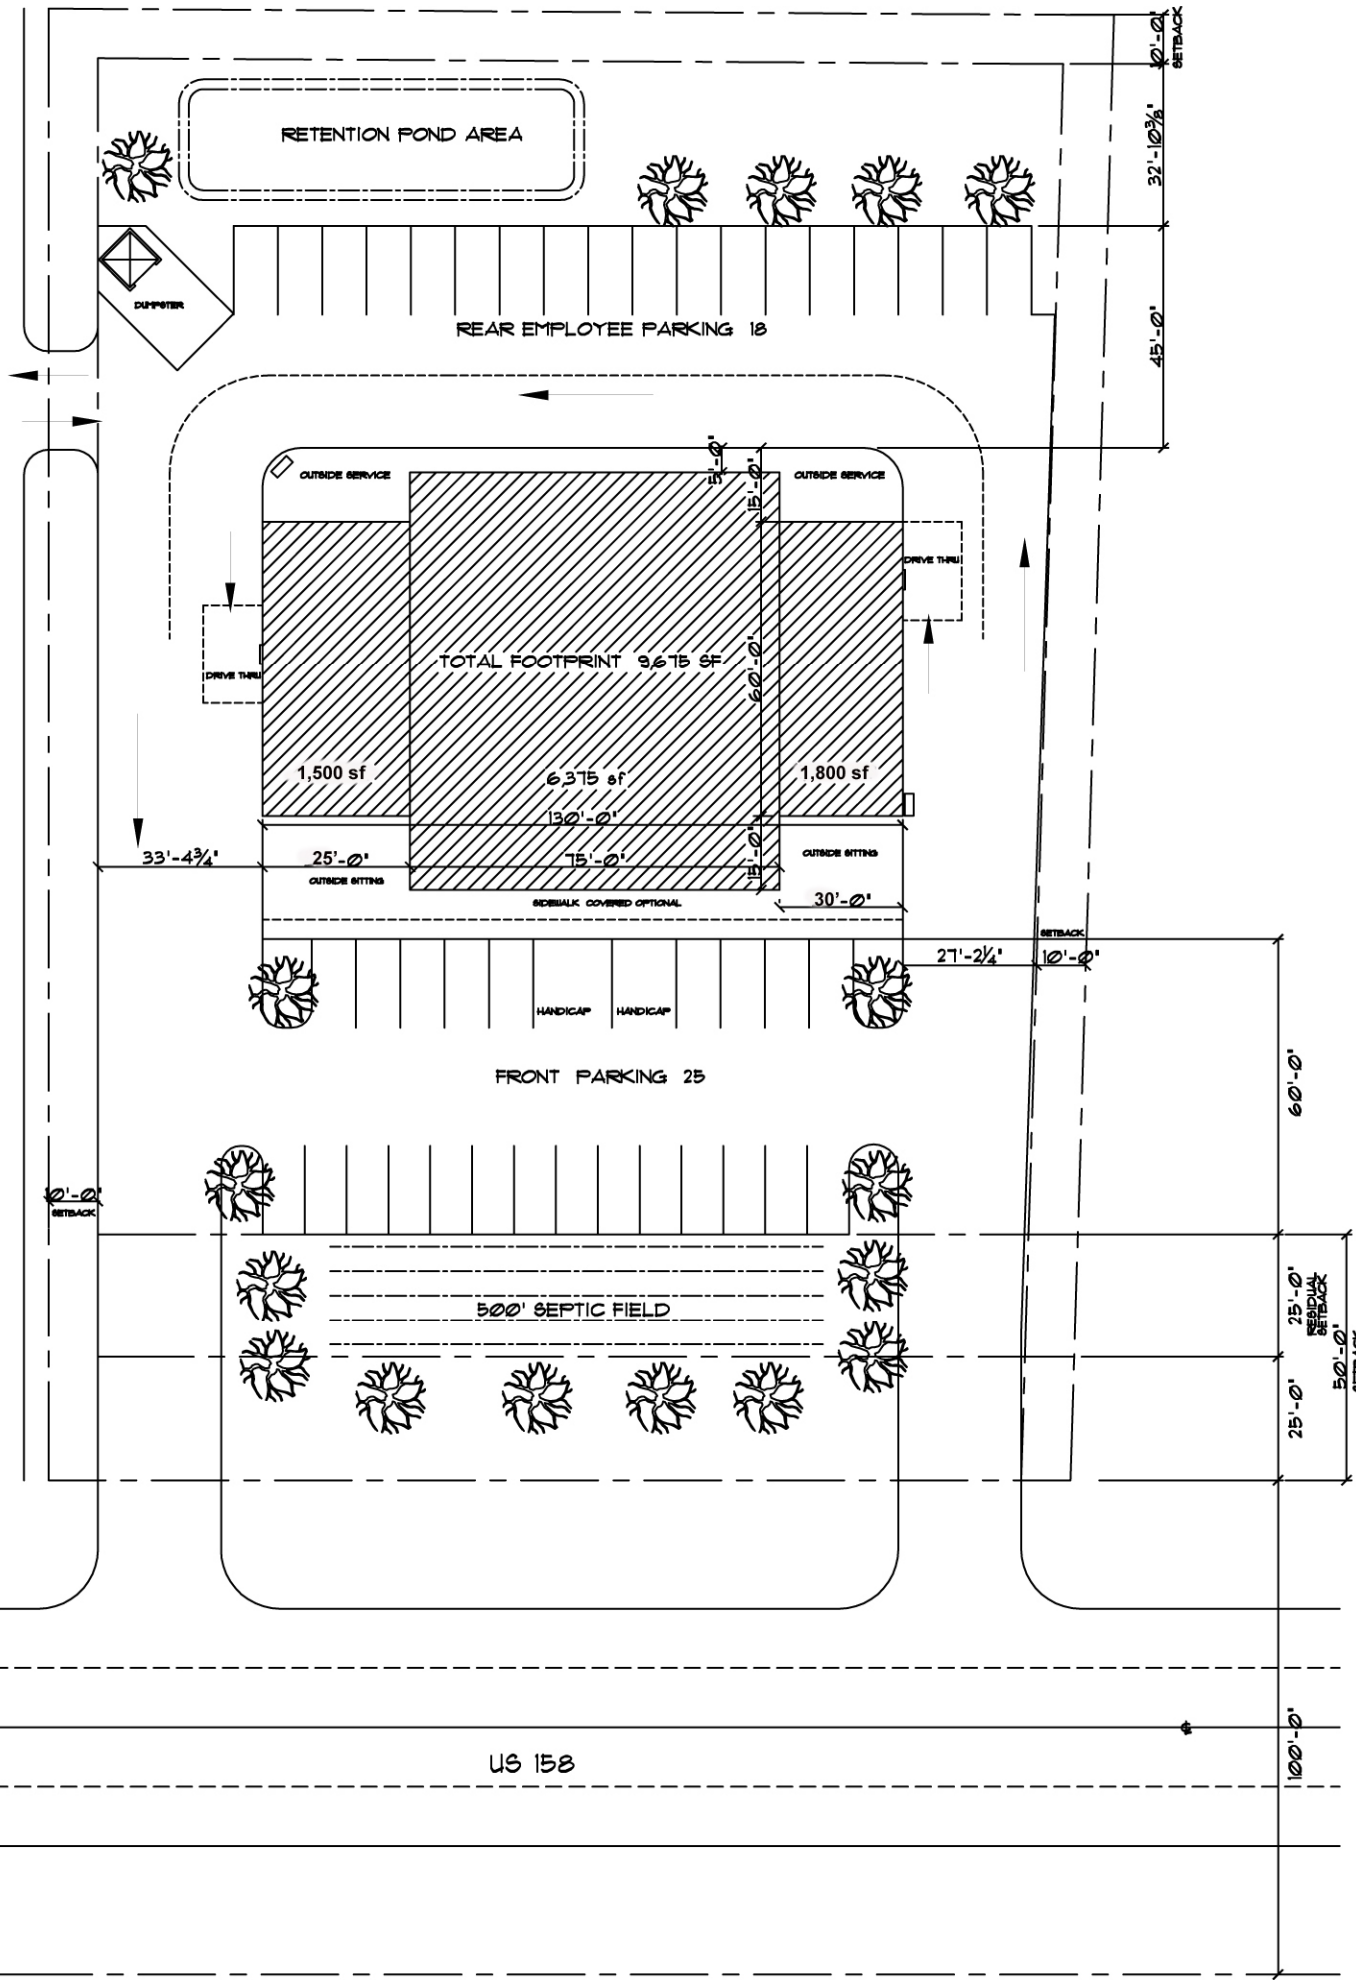 10'-0"
SETBACK
RETENTION POND AREA
32'-10⅜"
DUMPSTER
REAR EMPLOYEE PARKING 18
45'-0"
OUTSIDE SERVICE
5'-0"
15'-0"
OUTSIDE SERVICE
DRIVE THRU
TOTAL FOOTPRINT 9,675 SF
60'-0"
DRIVE THRU
1,500 sf
6,375 sf
1,800 sf
130'-0"
33'-4¾"
25'-0"
75'-0"
15'-0"
OUTSIDE SITTING
OUTSIDE SITTING
SIDEWALK COVERED OPTIONAL
30'-0"
SETBACK
27'-2¼"
10'-0"
HANDICAP
HANDICAP
FRONT PARKING 25
60'-0"
10'-0"
SETBACK
500' SEPTIC FIELD
25'-0"
RESIDUAL
SETBACK
50'-0"
25'-0"
US 158
100'-0"